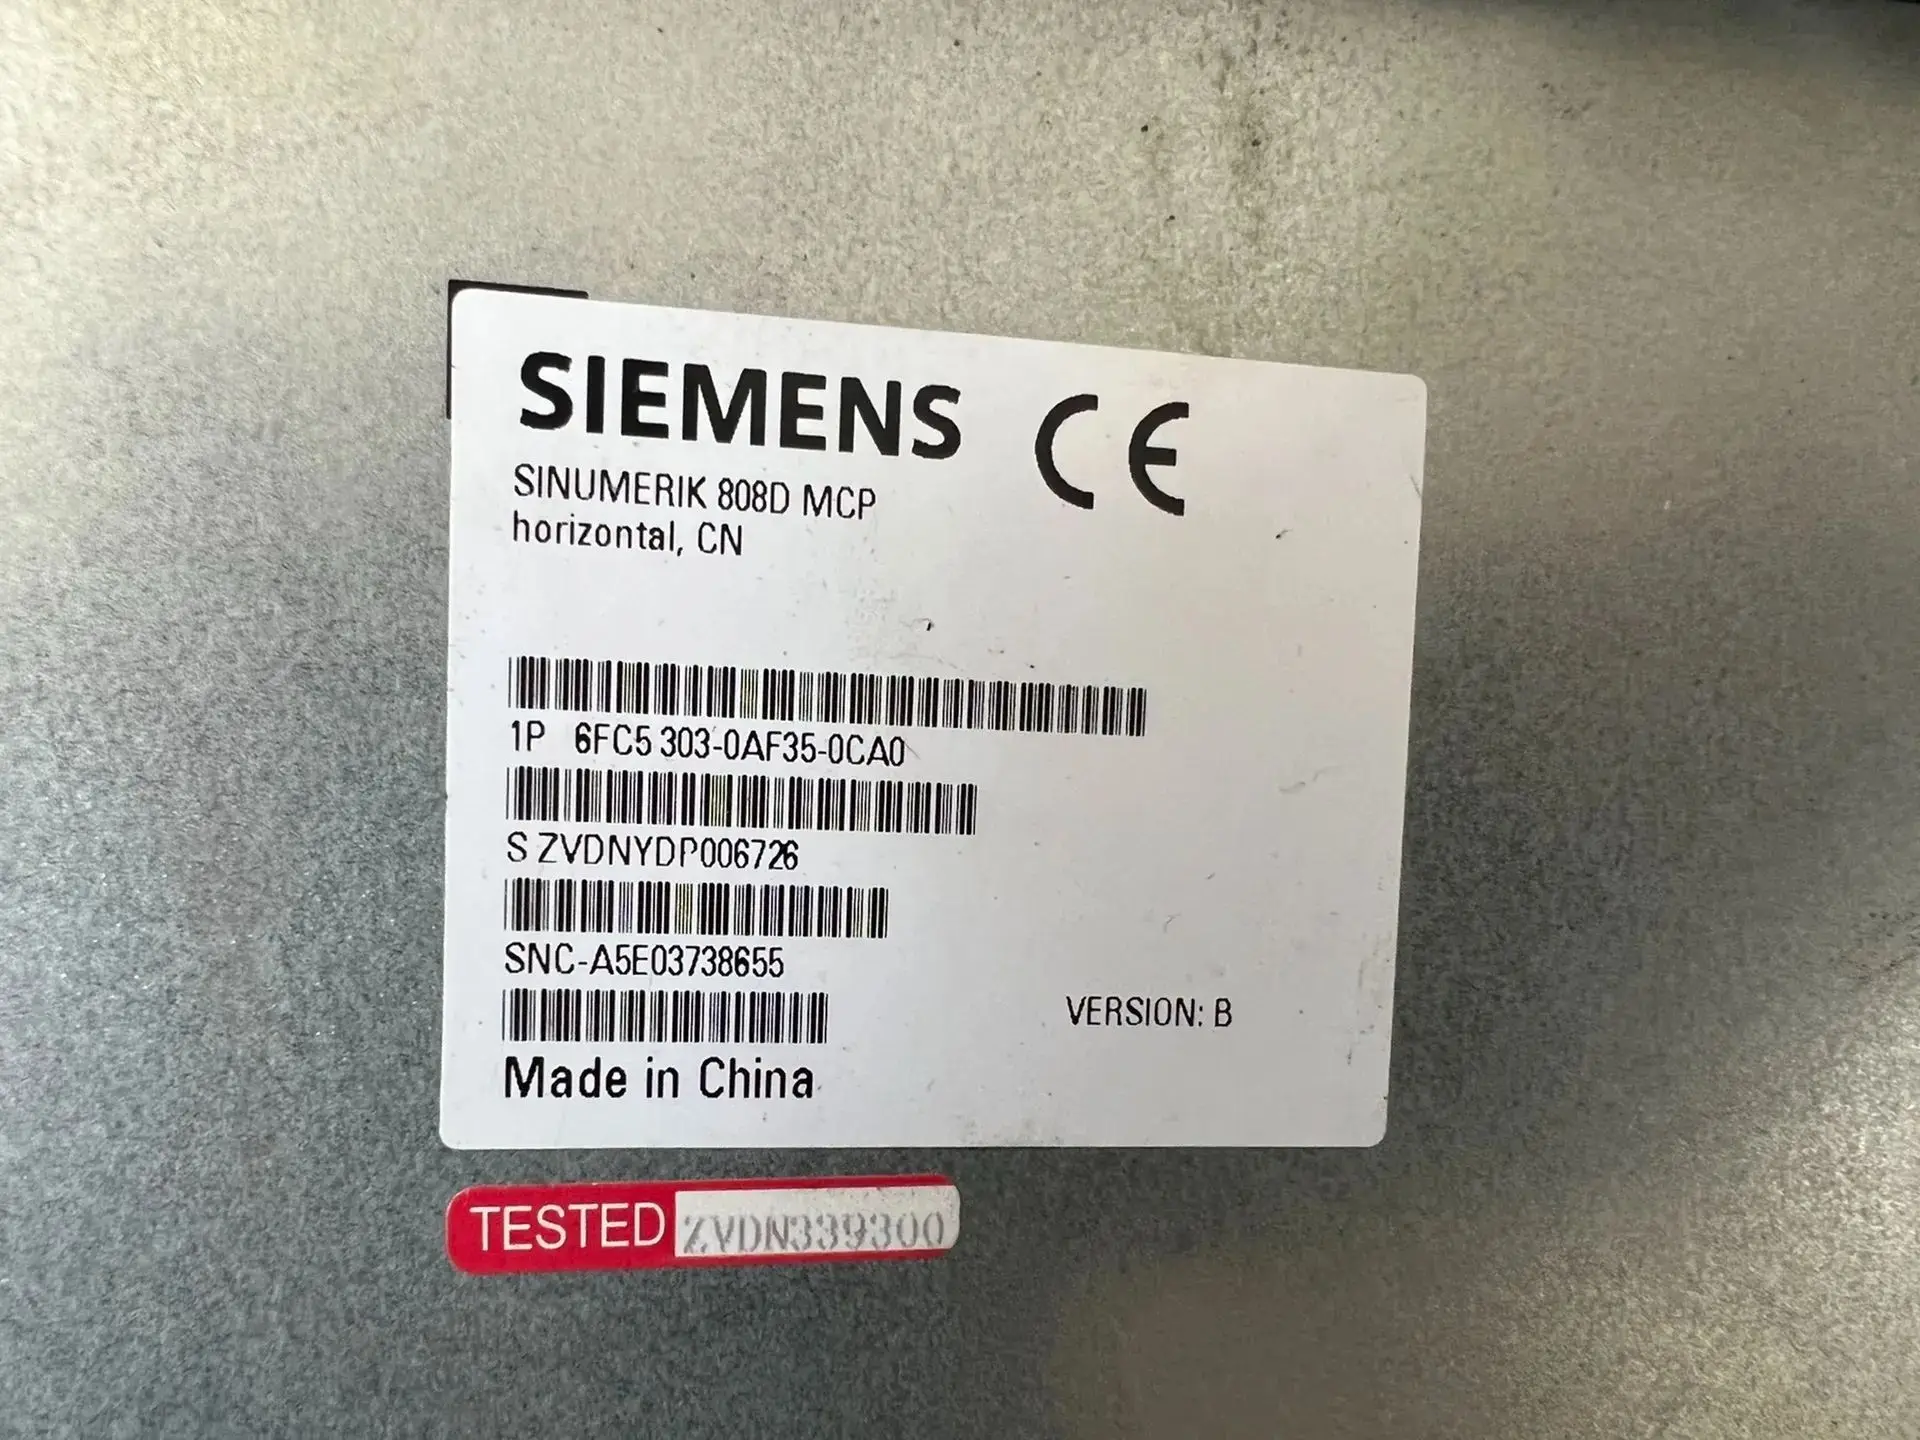 SIEMENS CE
SINUMERIK 808D MCP
horizontal, CN
1P 6FC5 303-0AF35-0CA0
S ZVDNYDP006726
SNC-A5E03738655
VERSION: B
Made in China
TESTED ZVDN339300